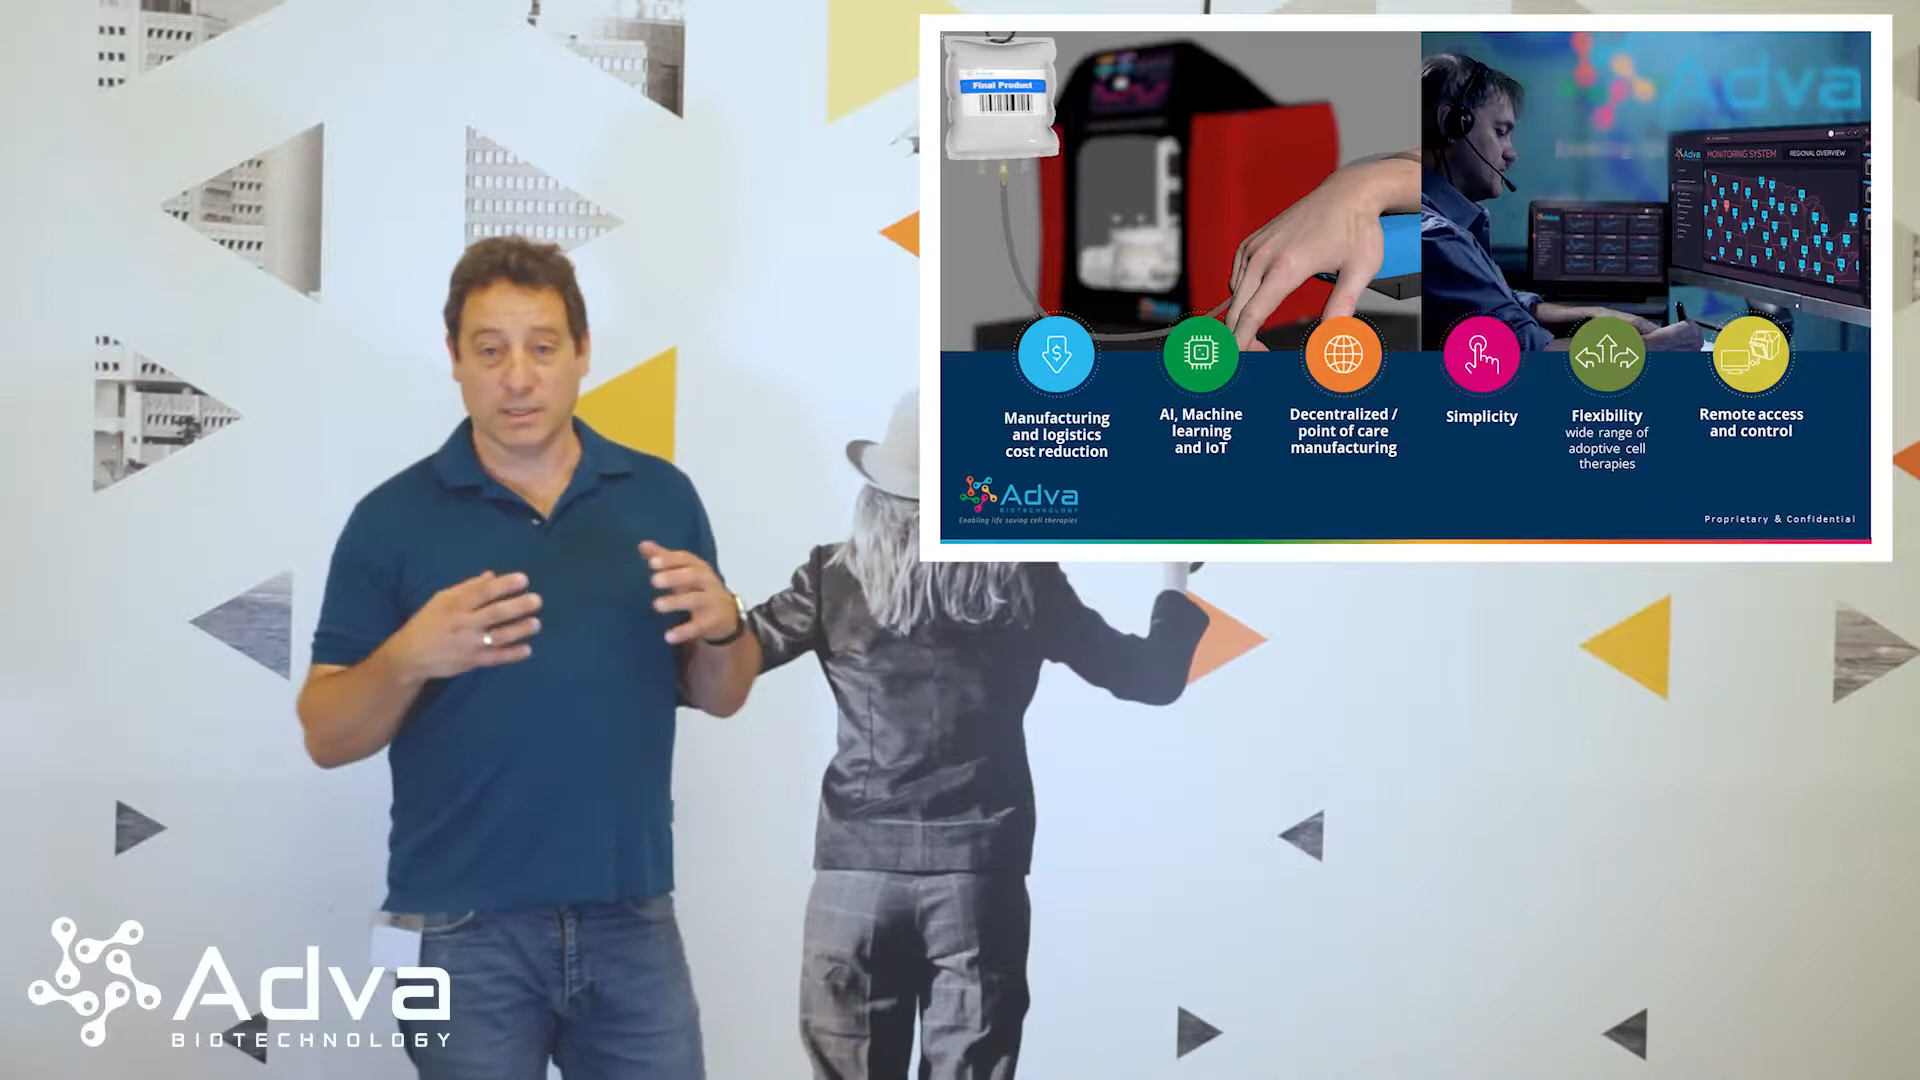 Final Product
Adva
MONITORING SYSTEM
REGIONAL OVERVIEW
Adva
Manufacturing
and logistics
cost reduction
AI, Machine
learning
and IoT
Decentralized /
point of care
manufacturing
Simplicity
Flexibility
wide range of
adoptive cell
therapies
Remote access
and control
Adva
BIOTECHNOLOGY
Enabling life saving cell therapies
Proprietary & Confidential
Adva
BIOTECHNOLOGY